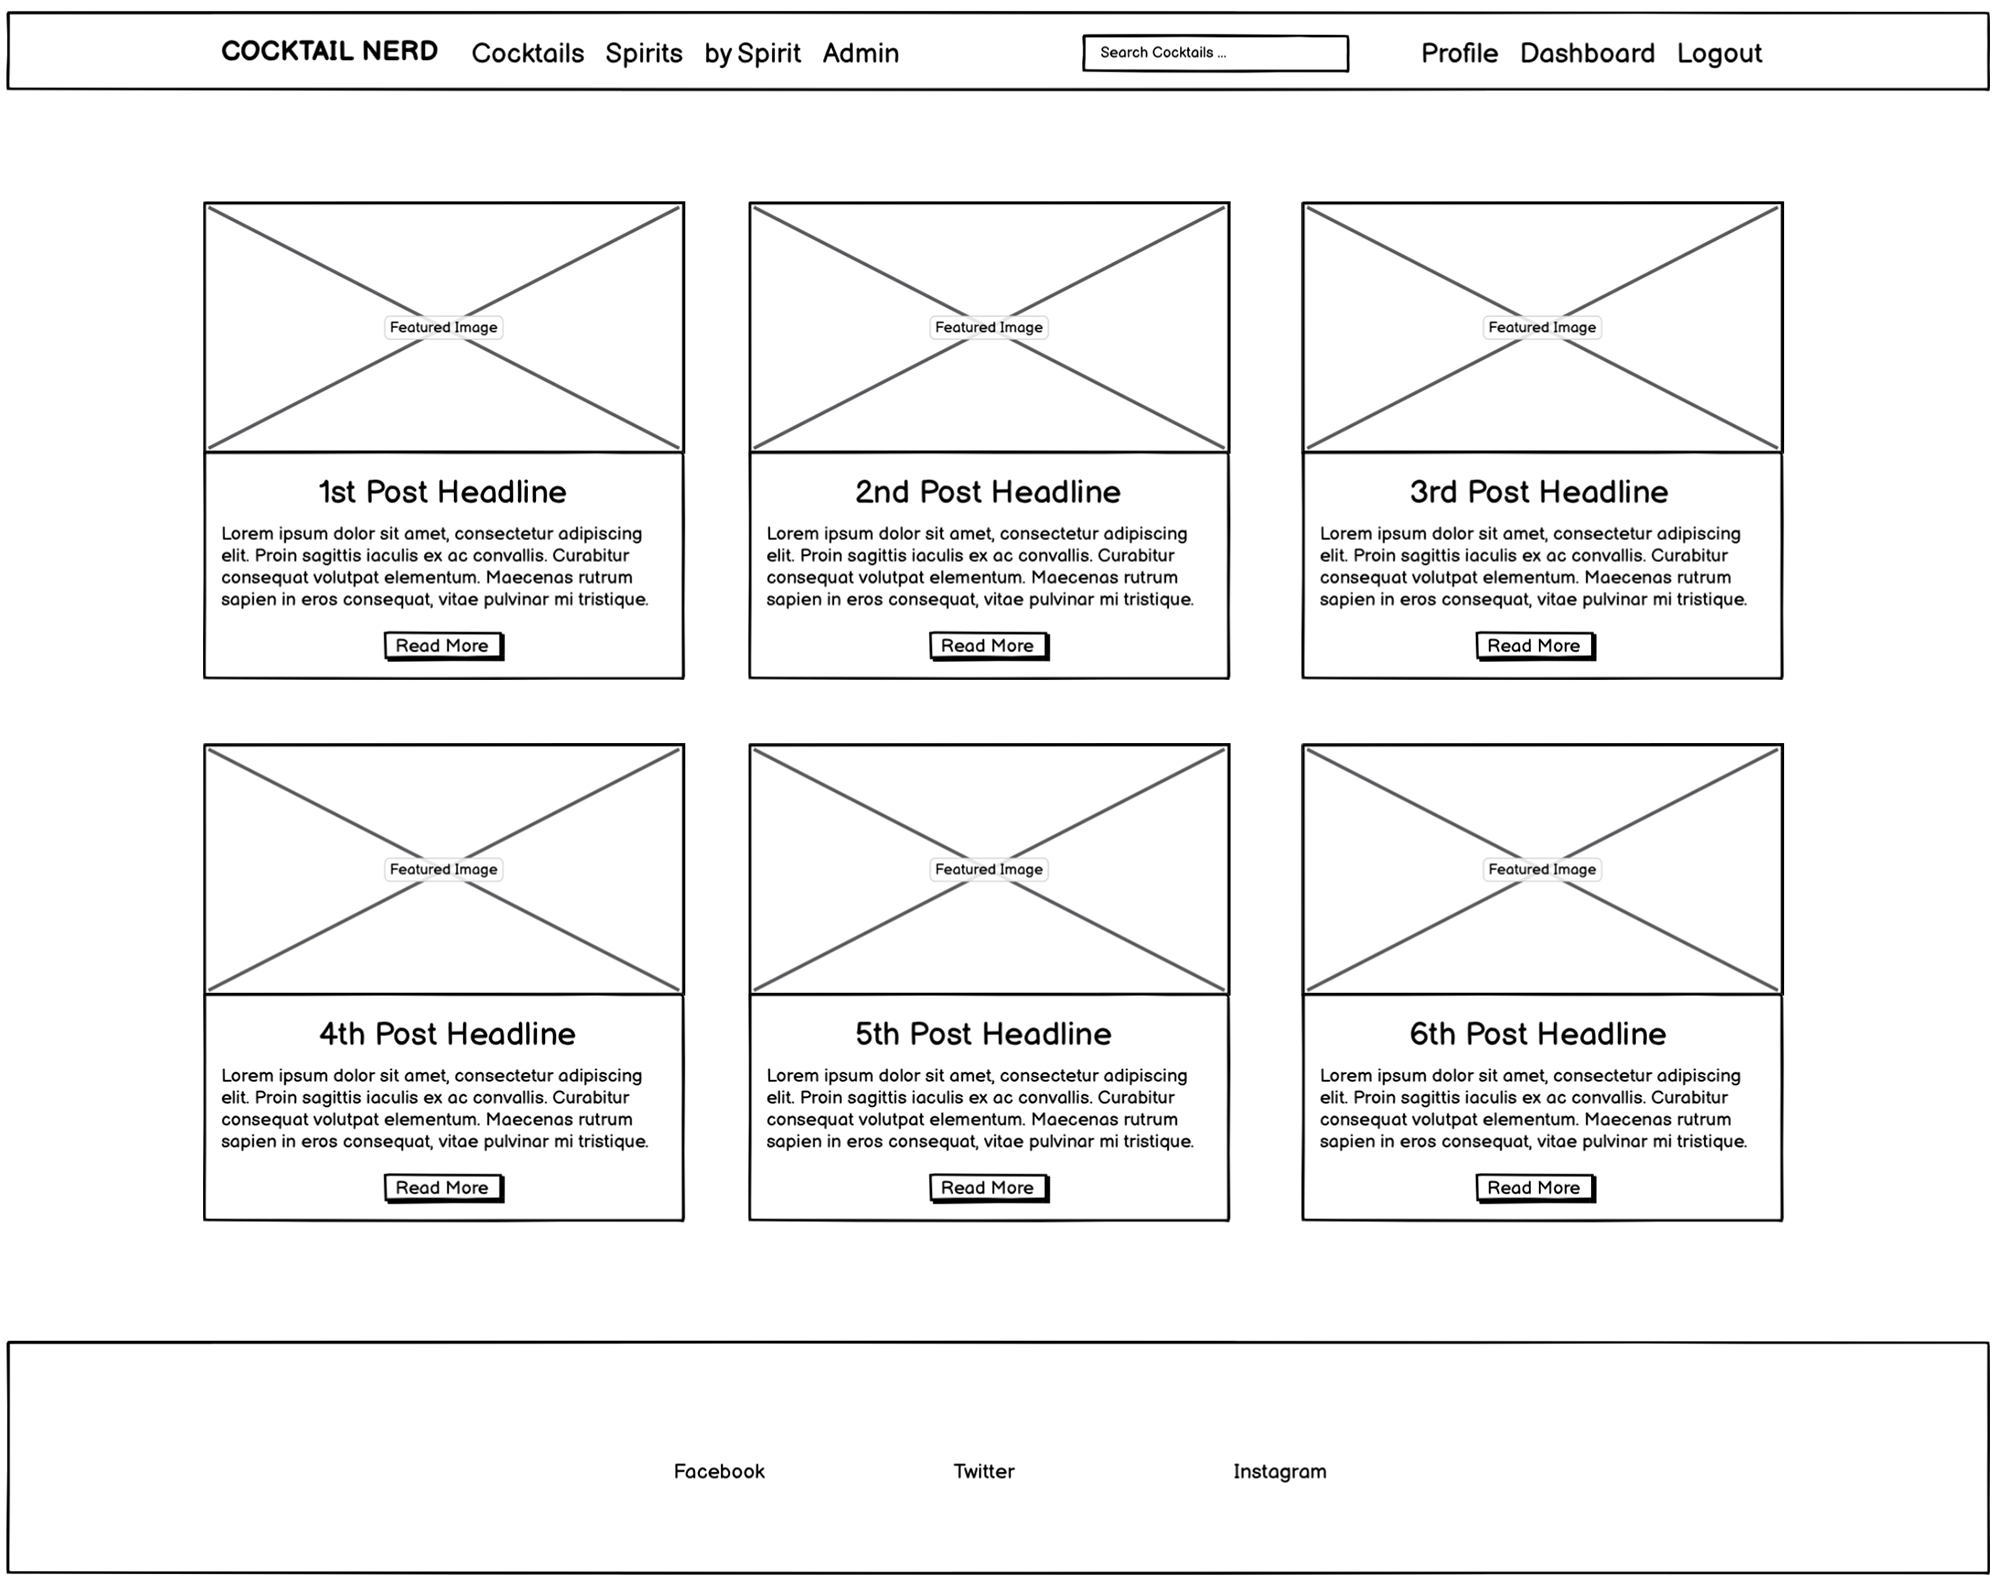 COCKTAIL NERD Cocktails Spirits by Spirit Admin Search Cocktails ... Profile Dashboard Logout
Featured Image
1st Post Headline
Lorem ipsum dolor sit amet, consectetur adipiscing
elit. Proin sagittis iaculis ex ac convallis. Curabitur
consequat volutpat elementum. Maecenas rutrum
sapien in eros consequat, vitae pulvinar mi tristique.
Read More
Featured Image
2nd Post Headline
Lorem ipsum dolor sit amet, consectetur adipiscing
elit. Proin sagittis iaculis ex ac convallis. Curabitur
consequat volutpat elementum. Maecenas rutrum
sapien in eros consequat, vitae pulvinar mi tristique.
Read More
Featured Image
3rd Post Headline
Lorem ipsum dolor sit amet, consectetur adipiscing
elit. Proin sagittis iaculis ex ac convallis. Curabitur
consequat volutpat elementum. Maecenas rutrum
sapien in eros consequat, vitae pulvinar mi tristique.
Read More
Featured Image
4th Post Headline
Lorem ipsum dolor sit amet, consectetur adipiscing
elit. Proin sagittis iaculis ex ac convallis. Curabitur
consequat volutpat elementum. Maecenas rutrum
sapien in eros consequat, vitae pulvinar mi tristique.
Read More
Featured Image
5th Post Headline
Lorem ipsum dolor sit amet, consectetur adipiscing
elit. Proin sagittis iaculis ex ac convallis. Curabitur
consequat volutpat elementum. Maecenas rutrum
sapien in eros consequat, vitae pulvinar mi tristique.
Read More
Featured Image
6th Post Headline
Lorem ipsum dolor sit amet, consectetur adipiscing
elit. Proin sagittis iaculis ex ac convallis. Curabitur
consequat volutpat elementum. Maecenas rutrum
sapien in eros consequat, vitae pulvinar mi tristique.
Read More
Facebook Twitter Instagram